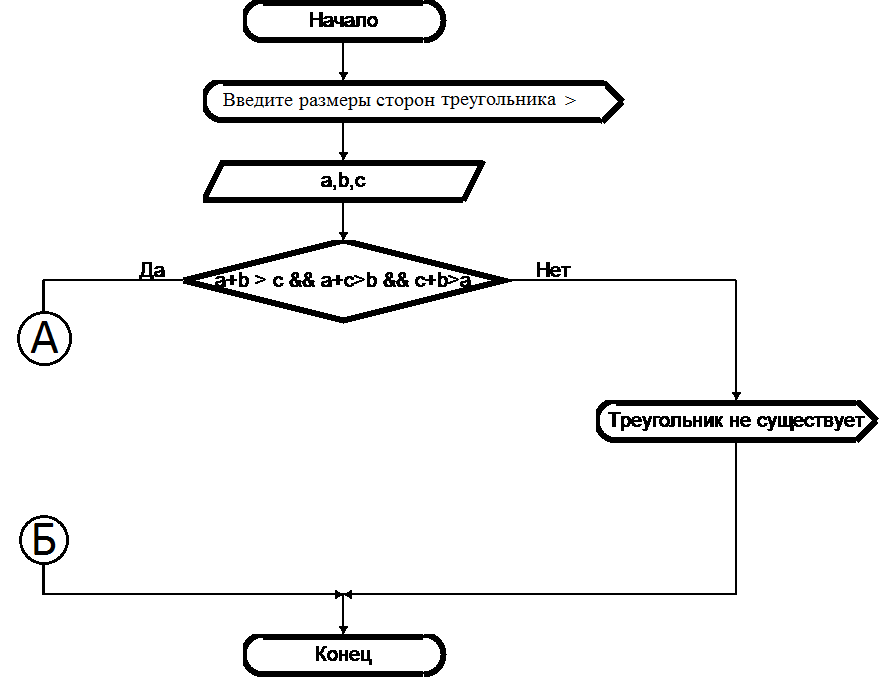 Начало
Введите размеры сторон треугольника >
a,b,c
Да
a+b > c && a+c>b && c+b>a
Нет
А
Треугольник не существует
Б
Конец